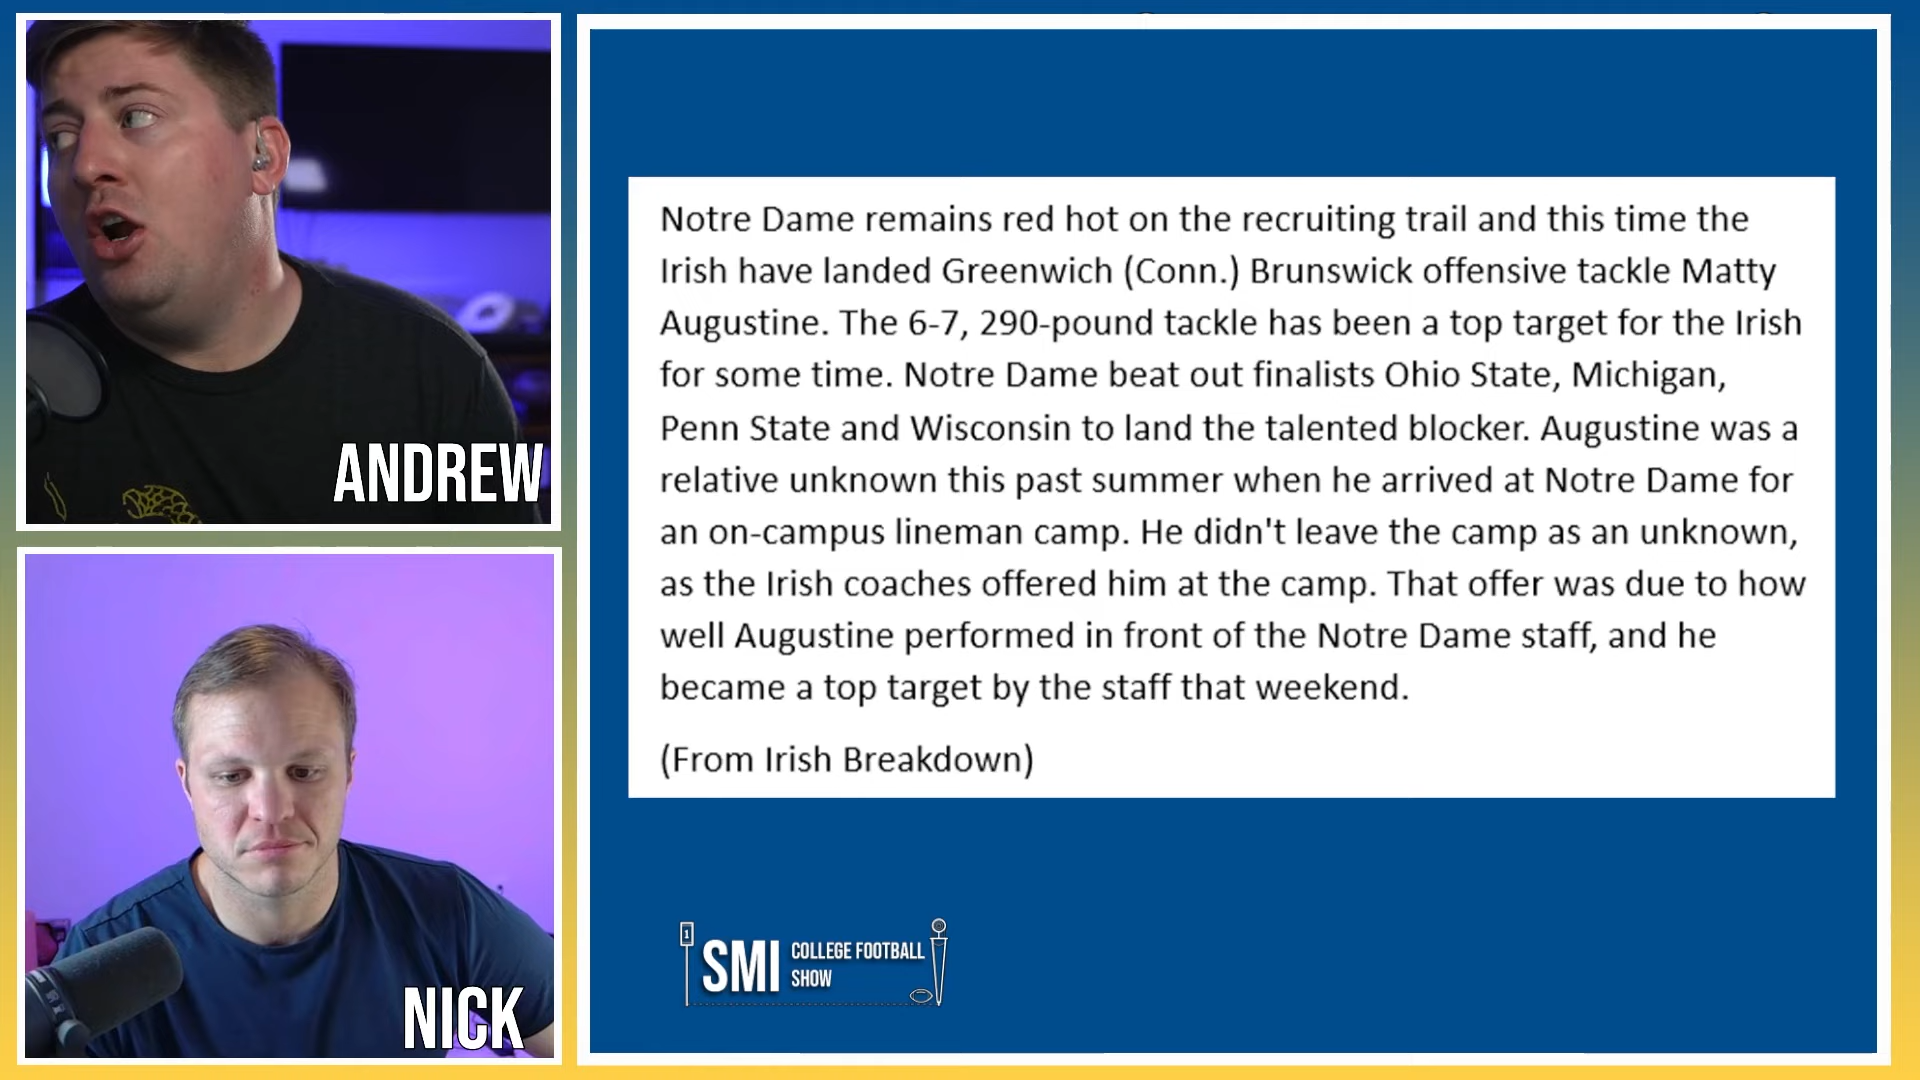 ANDREW
NICK
Notre Dame remains red hot on the recruiting trail and this time the
Irish have landed Greenwich (Conn.) Brunswick offensive tackle Matty
Augustine. The 6-7, 290-pound tackle has been a top target for the Irish
for some time. Notre Dame beat out finalists Ohio State, Michigan,
Penn State and Wisconsin to land the talented blocker. Augustine was a
relative unknown this past summer when he arrived at Notre Dame for
an on-campus lineman camp. He didn't leave the camp as an unknown,
as the Irish coaches offered him at the camp. That offer was due to how
well Augustine performed in front of the Notre Dame staff, and he
became a top target by the staff that weekend.
(From Irish Breakdown)
1
SMI
COLLEGE FOOTBALL
SHOW